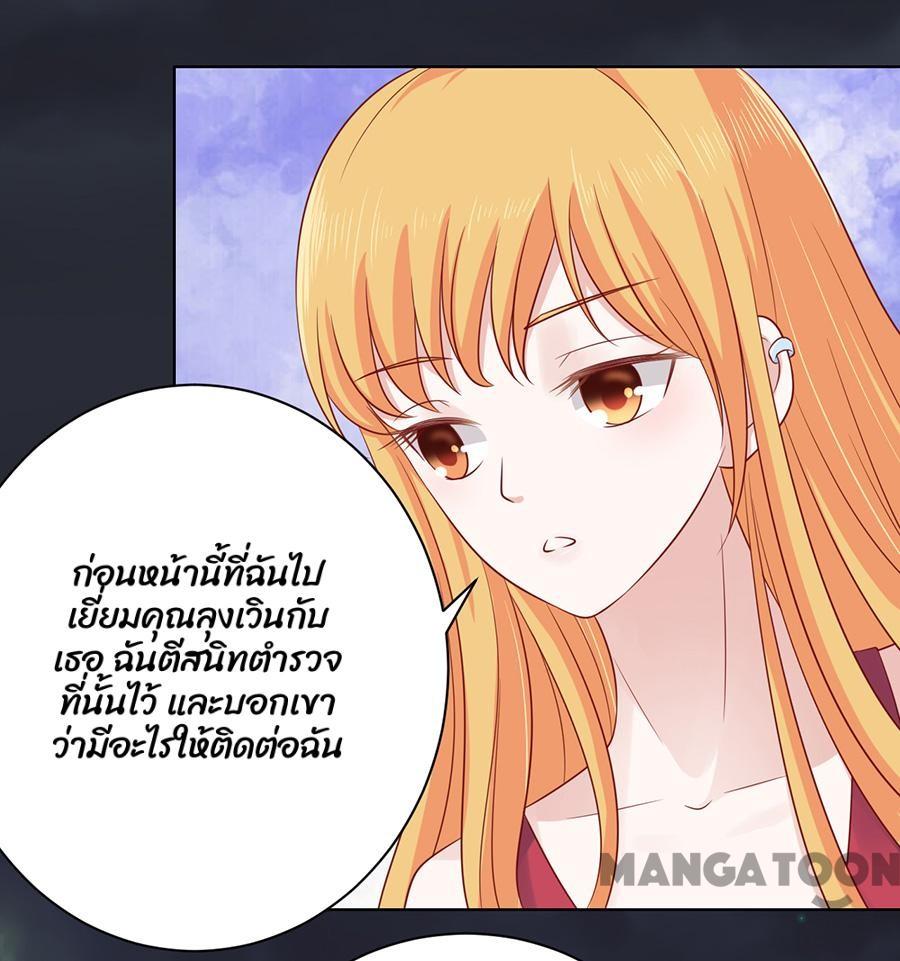 ก่อนหน้านี้ที่ฉันไป
เยี่ยมคุณลุงเวินกับ
เธอ ฉันตีสนิทตำรวจ
ที่นั้นไว้ และบอกเขา
ว่ามีอะไรให้ติดต่อฉัน
MANGATOON